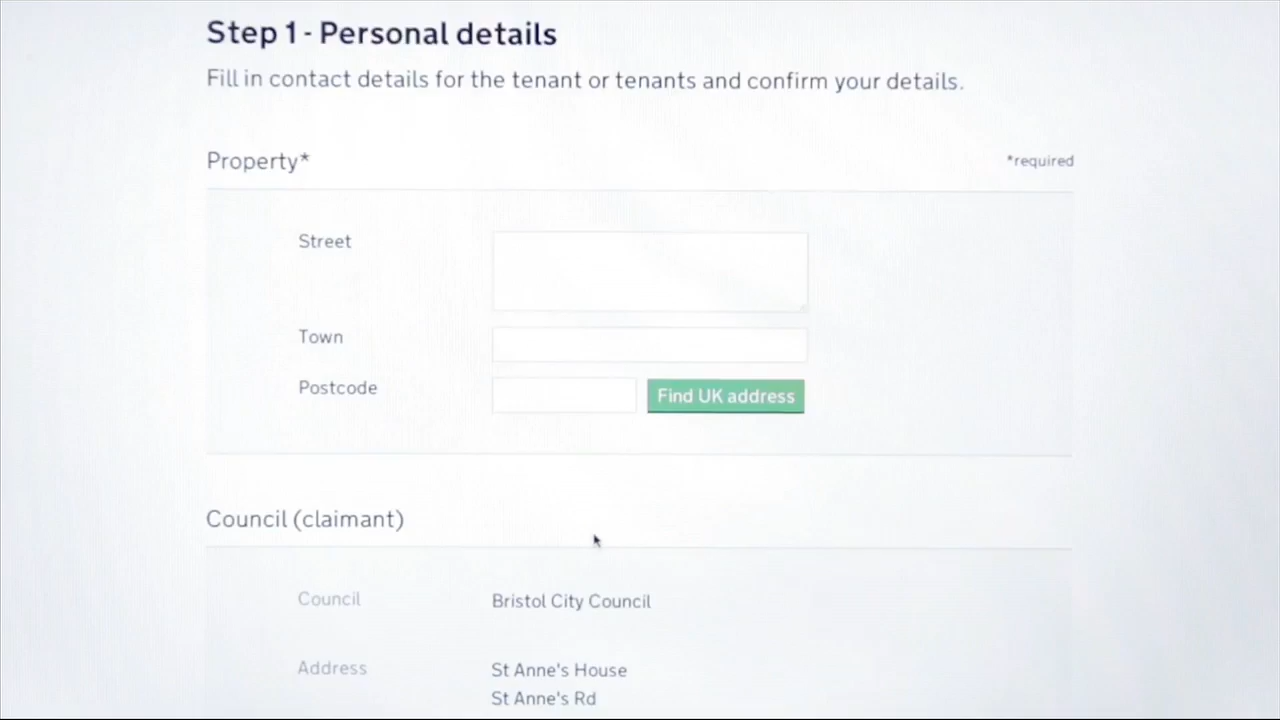 Step 1 - Personal details
Fill in contact details for the tenant or tenants and confirm your details.
Property*
*required
Street
Town
Postcode
Find UK address
Council (claimant)
Council
Bristol City Council
Address
St Anne's House
St Anne's Rd